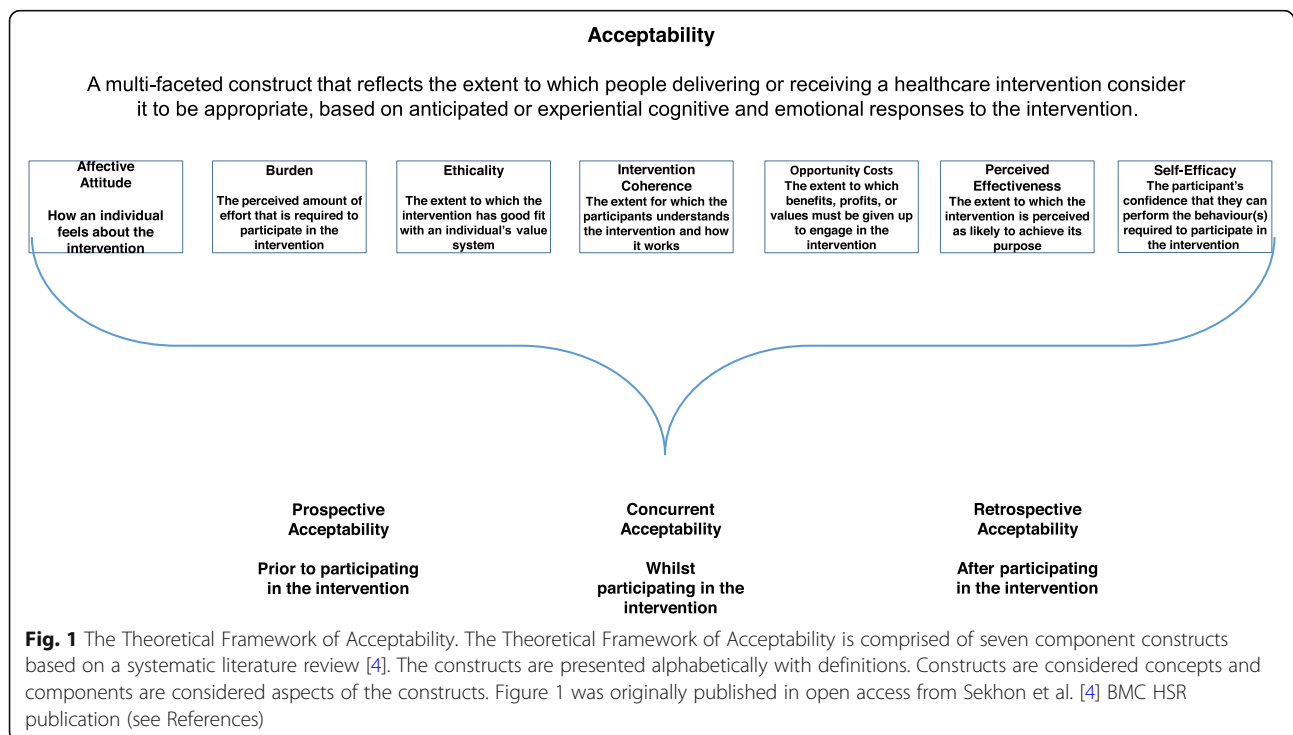 Acceptability
A multi-faceted construct that reflects the extent to which people delivering or receiving a healthcare intervention consider
it to be appropriate, based on anticipated or experiential cognitive and emotional responses to the intervention.
Affective
Attitude
How an individual
feels about the
intervention
Burden
The perceived amount of
effort that is required to
participate in the
intervention
Ethicality
The extent to which the
intervention has good fit
with an individual's value
system
Intervention
Coherence
The extent for which the
participants understands
the intervention and how
it works
Opportunity Costs
The extent to which
benefits, profits, or
values must be given up
to engage in the
intervention
Perceived
Effectiveness
The extent to which the
intervention is perceived
as likely to achieve its
purpose
Self-Efficacy
The participant's
confidence that they can
perform the behaviour(s)
required to participate in
the intervention
Prospective
Acceptability
Prior to participating
in the intervention
Concurrent
Acceptability
Whilst
participating in the
intervention
Retrospective
Acceptability
After participating
in the intervention
Fig. 1 The Theoretical Framework of Acceptability. The Theoretical Framework of Acceptability is comprised of seven component constructs
based on a systematic literature review [4]. The constructs are presented alphabetically with definitions. Constructs are considered concepts and
components are considered aspects of the constructs. Figure 1 was originally published in open access from Sekhon et al. [4] BMC HSR
publication (see References)